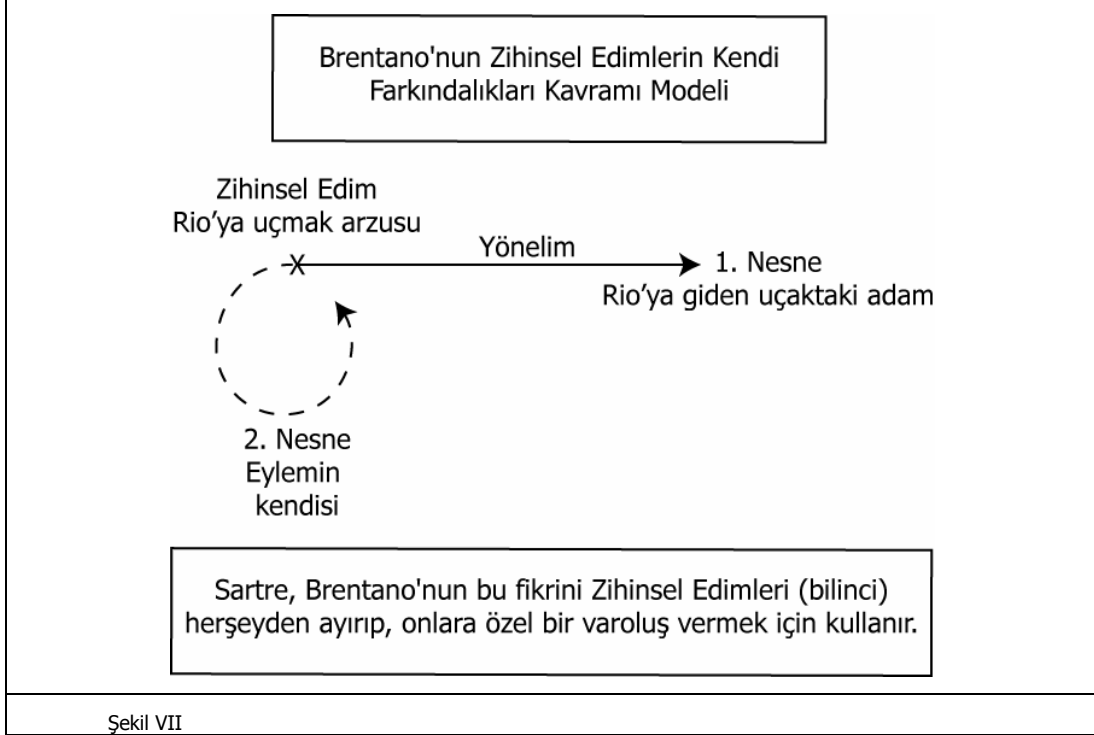 Brentano'nun Zihinsel Edimlerin Kendi
Farkındalıkları Kavramı Modeli
Zihinsel Edim
Rio'ya uçmak arzusu
X
Yönelim
1. Nesne
Rio'ya giden uçaktaki adam
2. Nesne
Eylemin
kendisi
Sartre, Brentano'nun bu fikrini Zihinsel Edimleri (bilinci)
herşeyden ayırıp, onlara özel bir varoluş vermek için kullanır.
Şekil VII